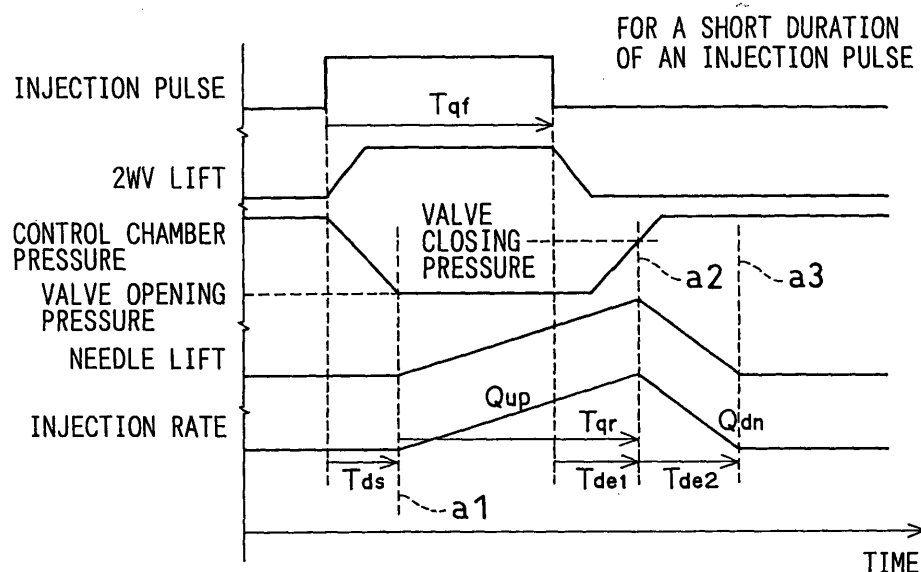 FOR A SHORT DURATION
OF AN INJECTION PULSE
INJECTION PULSE
Tqf
2WV LIFT
CONTROL CHAMBER
PRESSURE
VALVE
CLOSING
PRESSURE
a2
a3
VALVE OPENING
PRESSURE
NEEDLE LIFT
Qup
Qdn
INJECTION RATE
Tqr
Tds
Tde1
Tde2
a1
TIME